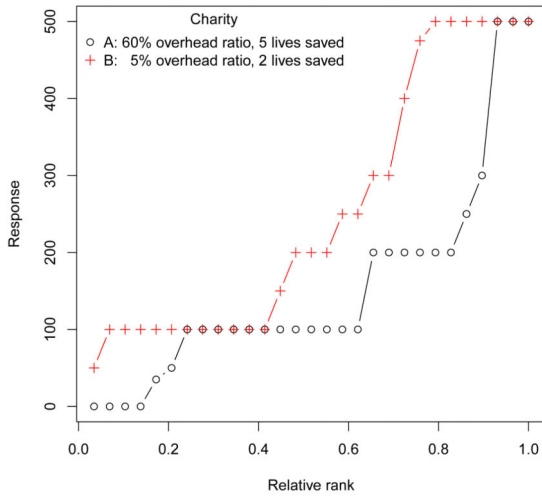 Charity
A: 60% overhead ratio, 5 lives saved
B: 5% overhead ratio, 2 lives saved
500
400
300
200
100
0
Response
0.0 0.2 0.4 0.6 0.8 1.0
Relative rank